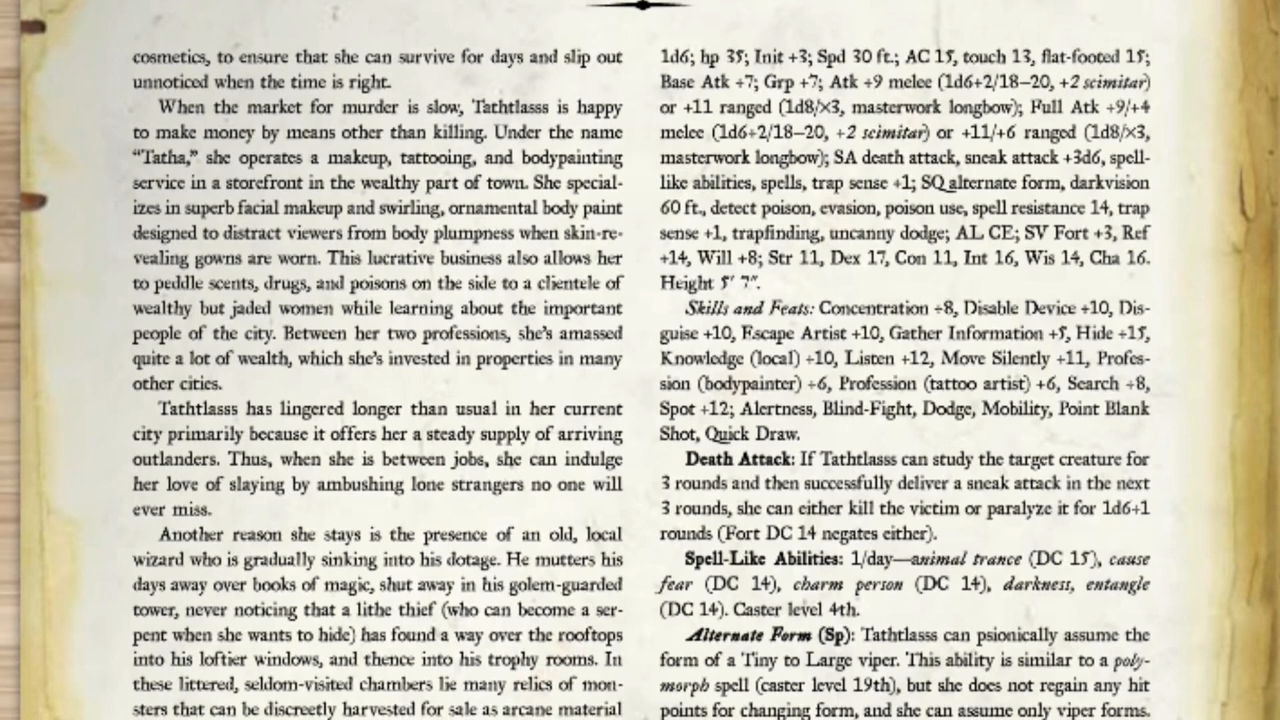 cosmetics, to ensure that she can survive for days and slip out
unnoticed when the time is right.
When the market for murder is slow, Tathtlasss is happy
to make money by means other than killing. Under the name
“Tatha,” she operates a makeup, tattooing, and bodypainting
service in a storefront in the wealthy part of town. She special-
izes in superb facial makeup and swirling, ornamental body paint
designed to distract viewers from body plumpness when skin-re-
vealing gowns are worn. This lucrative business also allows her
to peddle scents, drugs, and poisons on the side to a clientele of
wealthy but jaded women while learning about the important
people of the city. Between her two professions, she’s amassed
quite a lot of wealth, which she’s invested in properties in many
other cities.
Tathtlasss has lingered longer than usual in her current
city primarily because it offers her a steady supply of arriving
outlanders. Thus, when she is between jobs, she can indulge
her love of slaying by ambushing lone strangers no one will
ever miss.
Another reason she stays is the presence of an old, local
wizard who is gradually sinking into his dotage. He mutters his
days away over books of magic, shut away in his golem-guarded
tower, never noticing that a lithe thief (who can become a ser-
pent when she wants to hide) has found a way over the rooftops
into his loftier windows, and thence into his trophy rooms. In
these littered, seldom-visited chambers lie many relics of mon-
sters that can be discreetly harvested for sale as arcane material
1d6; hp 35; Init +3; Spd 30 ft.; AC 15, touch 13, flat-footed 15;
Base Atk +7; Grp +7; Atk +9 melee (1d6+2/18–20, +2 scimitar)
or +11 ranged (1d8/×3, masterwork longbow); Full Atk +9/+4
melee (1d6+2/18–20, +2 scimitar) or +11/+6 ranged (1d8/×3,
masterwork longbow); SA death attack, sneak attack +3d6, spell-
like abilities, spells, trap sense +1; SQ alternate form, darkvision
60 ft., detect poison, evasion, poison use, spell resistance 14, trap
sense +1, trapfinding, uncanny dodge; AL CE; SV Fort +3, Ref
+14, Will +8; Str 11, Dex 17, Con 11, Int 16, Wis 14, Cha 16.
Height 5’ 7”.
Skills and Feats: Concentration +8, Disable Device +10, Dis-
guise +10, Escape Artist +10, Gather Information +5, Hide +15,
Knowledge (local) +10, Listen +12, Move Silently +11, Profes-
sion (bodypainter) +6, Profession (tattoo artist) +6, Search +8,
Spot +12; Alertness, Blind-Fight, Dodge, Mobility, Point Blank
Shot, Quick Draw.
Death Attack: If Tathtlasss can study the target creature for
3 rounds and then successfully deliver a sneak attack in the next
3 rounds, she can either kill the victim or paralyze it for 1d6+1
rounds (Fort DC 14 negates either).
Spell-Like Abilities: 1/day—animal trance (DC 15), cause
fear (DC 14), charm person (DC 14), darkness, entangle
(DC 14). Caster level 4th.
Alternate Form (Sp): Tathtlasss can psionically assume the
form of a Tiny to Large viper. This ability is similar to a poly-
morph spell (caster level 19th), but she does not regain any hit
points for changing form, and she can assume only viper forms.